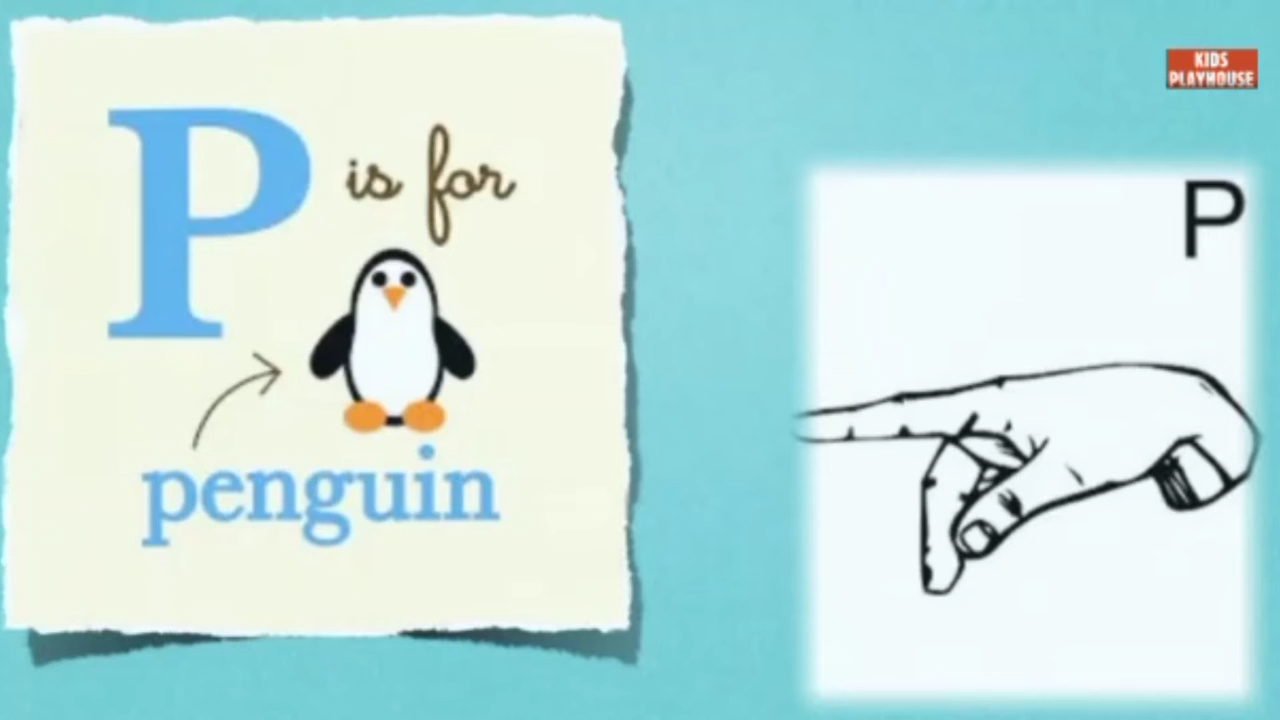 P is for
penguin
KIDS
PLAYHOUSE
P